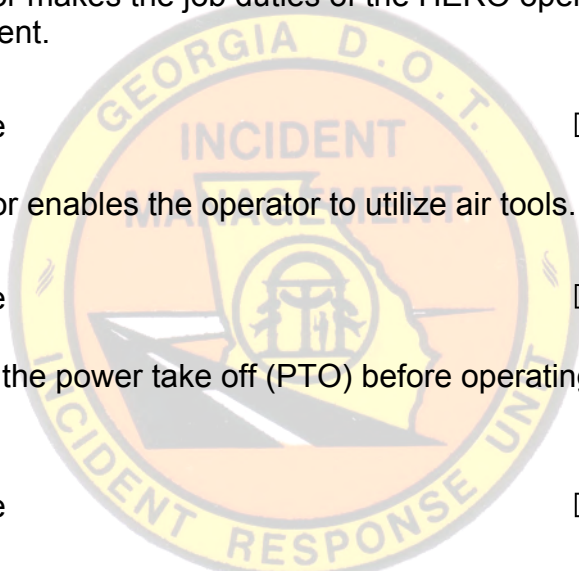 or makes the job duties of the HERO oper
ent.
GEORGIA D.O.T.
e
INCIDENT
MANAGEMENT
or enables the operator to utilize air tools.
e
the power take off (PTO) before operating
e
INCIDENT RESPONSE UNIT